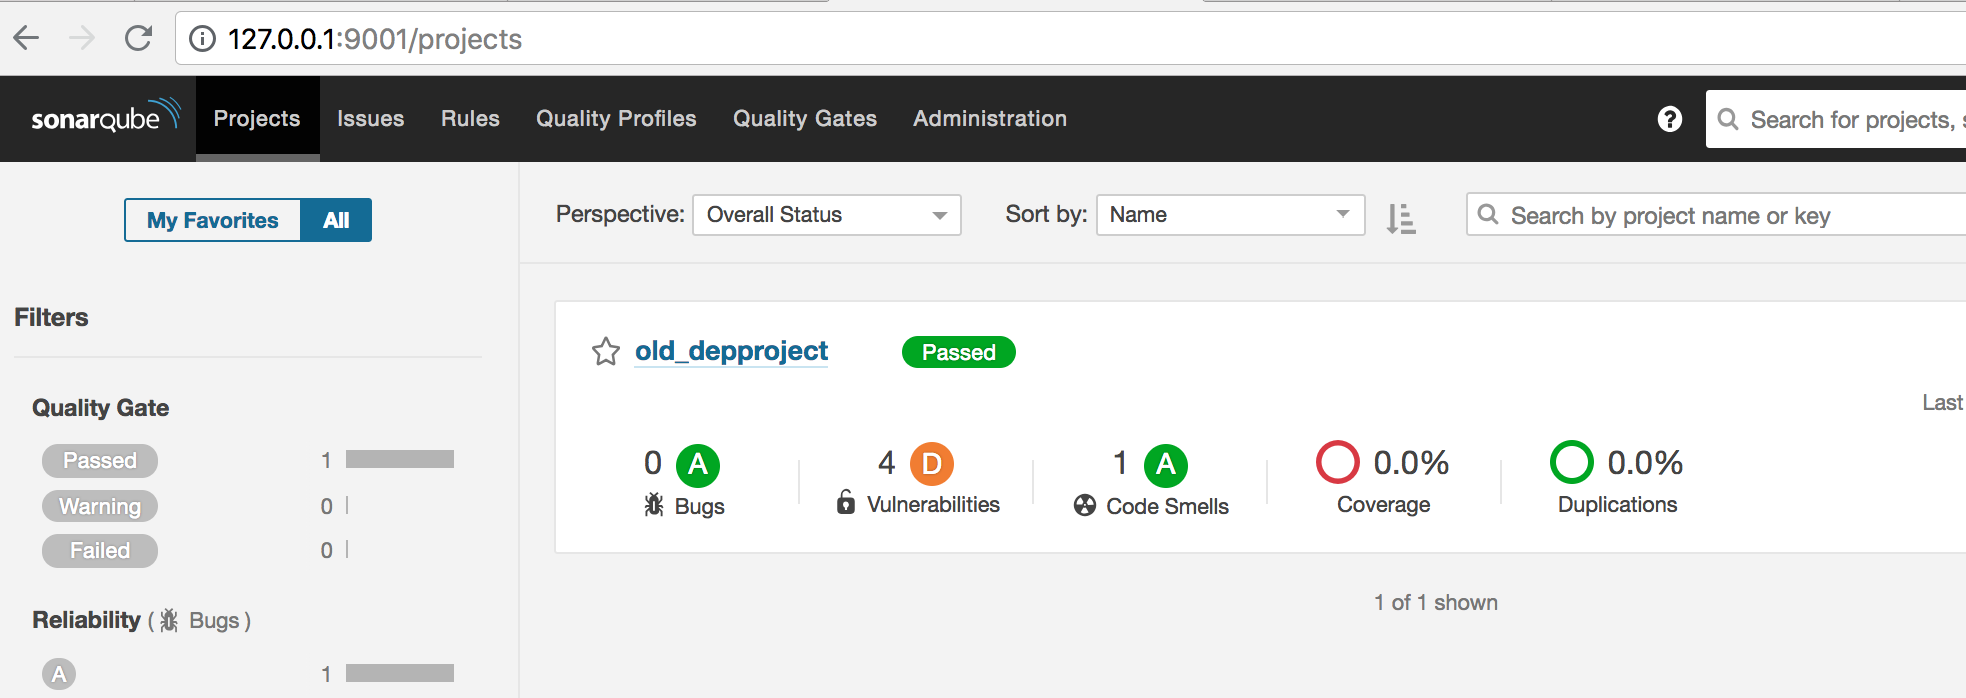 127.0.0.1:9001/projects
sonarqube Projects Issues Rules Quality Profiles Quality Gates Administration ? Search for projects,
My Favorites All
Perspective: Overall Status Sort by: Name Search by project name or key
Filters
old_depproject Passed
Last
Quality Gate
Passed 1
Warning 0
Failed 0
0 A 4 D 1 A 0.0% 0.0%
Bugs Vulnerabilities Code Smells Coverage Duplications
1 of 1 shown
Reliability ( Bugs )
A 1